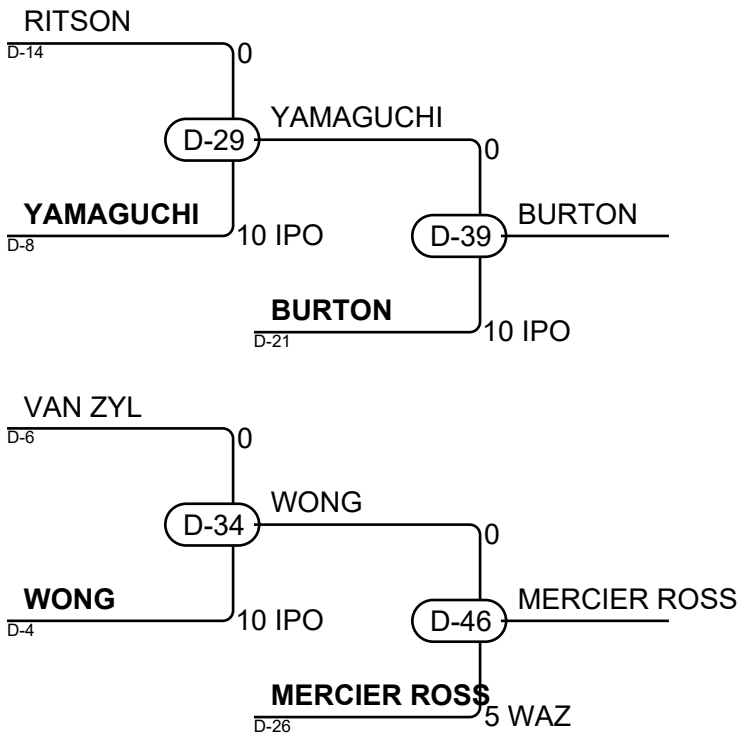 RITSON
D-14
0
D-29
YAMAGUCHI
0
YAMAGUCHI
D-8
10 IPO
D-39
BURTON
BURTON
D-21
10 IPO
VAN ZYL
D-6
0
D-34
WONG
0
WONG
D-4
10 IPO
D-46
MERCIER ROSS
MERCIER ROSS
D-26
5 WAZ